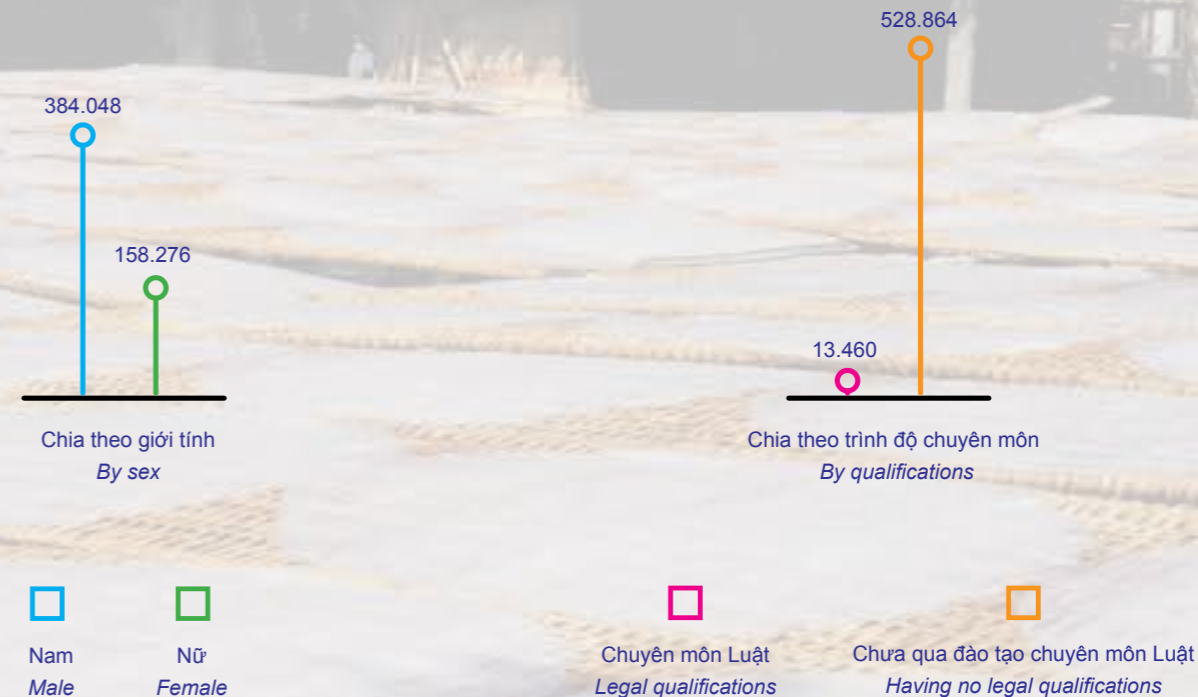 528.864
384.048
158.276
13.460
Chia theo giới tính
By sex
Chia theo trình độ chuyên môn
By qualifications
Nam
Male
Nữ
Female
Chuyên môn Luật
Legal qualifications
Chưa qua đào tạo chuyên môn Luật
Having no legal qualifications